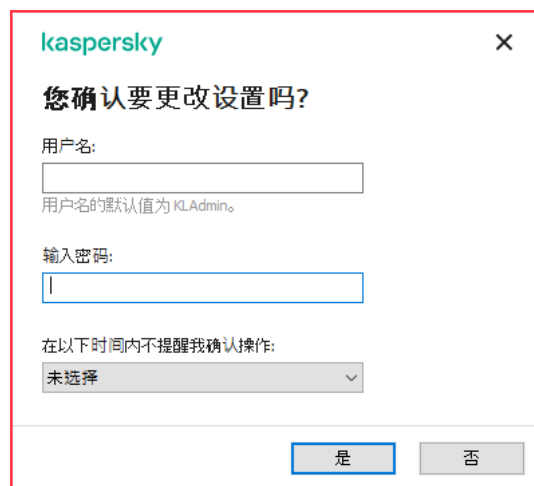 kaspersky
您确认要更改设置吗?
用户名:
用户名的默认值为 KLAdmin。
输入密码:
在以下时间内不提醒我确认操作:
未选择
是
否